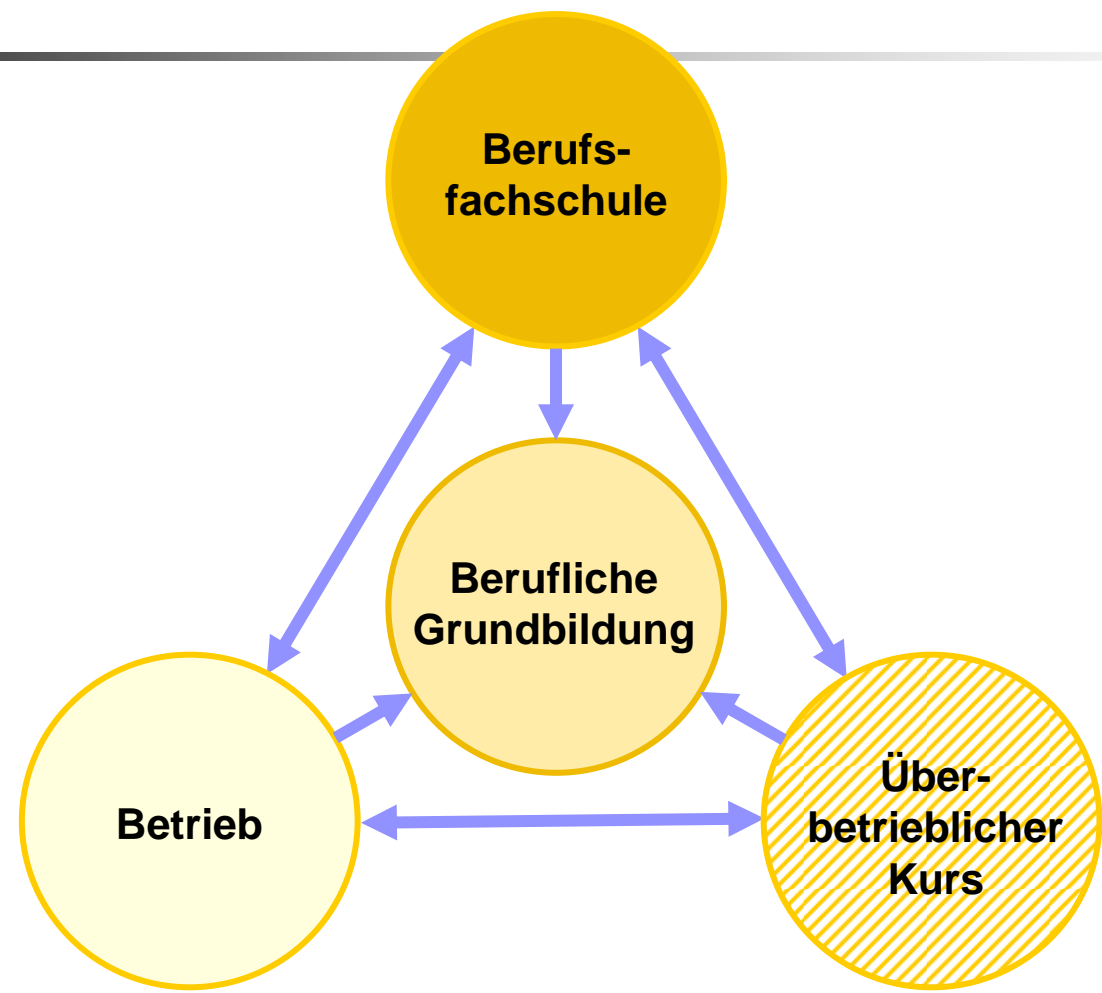 Berufs-
fachschule
Berufliche
Grundbildung
Betrieb
Über-
betrieblicher
Kurs